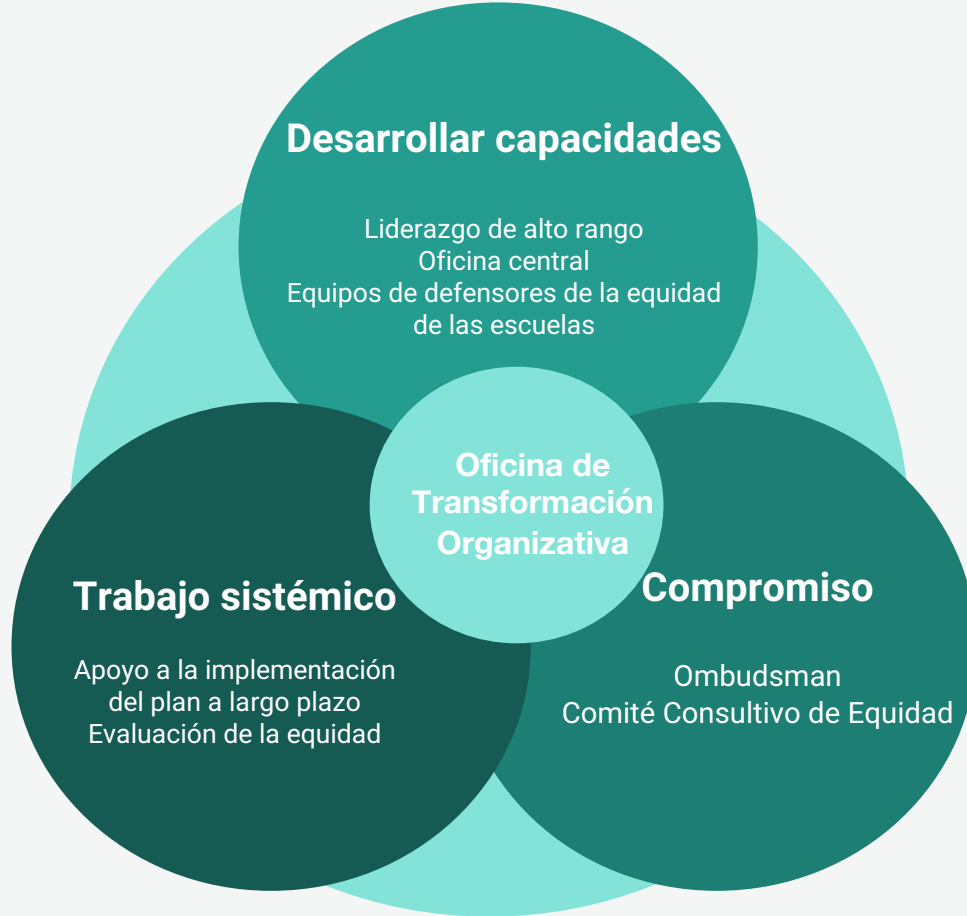 Desarrollar capacidades
Liderazgo de alto rango
Oficina central
Equipos de defensores de la equidad
de las escuelas
Oficina de
Transformación
Organizativa
Trabajo sistémico
Apoyo a la implementación
del plan a largo plazo
Evaluación de la equidad
Compromiso
Ombudsman
Comité Consultivo de Equidad